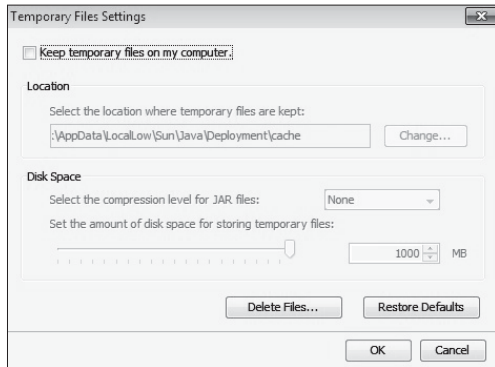 Temporary Files Settings
Keep temporary files on my computer.
Location
Select the location where temporary files are kept:
:\AppData\LocalLow\Sun\Java\Deployment\cache
Change...
Disk Space
Select the compression level for JAR files:
None
Set the amount of disk space for storing temporary files:
1000 MB
Delete Files...
Restore Defaults
OK
Cancel